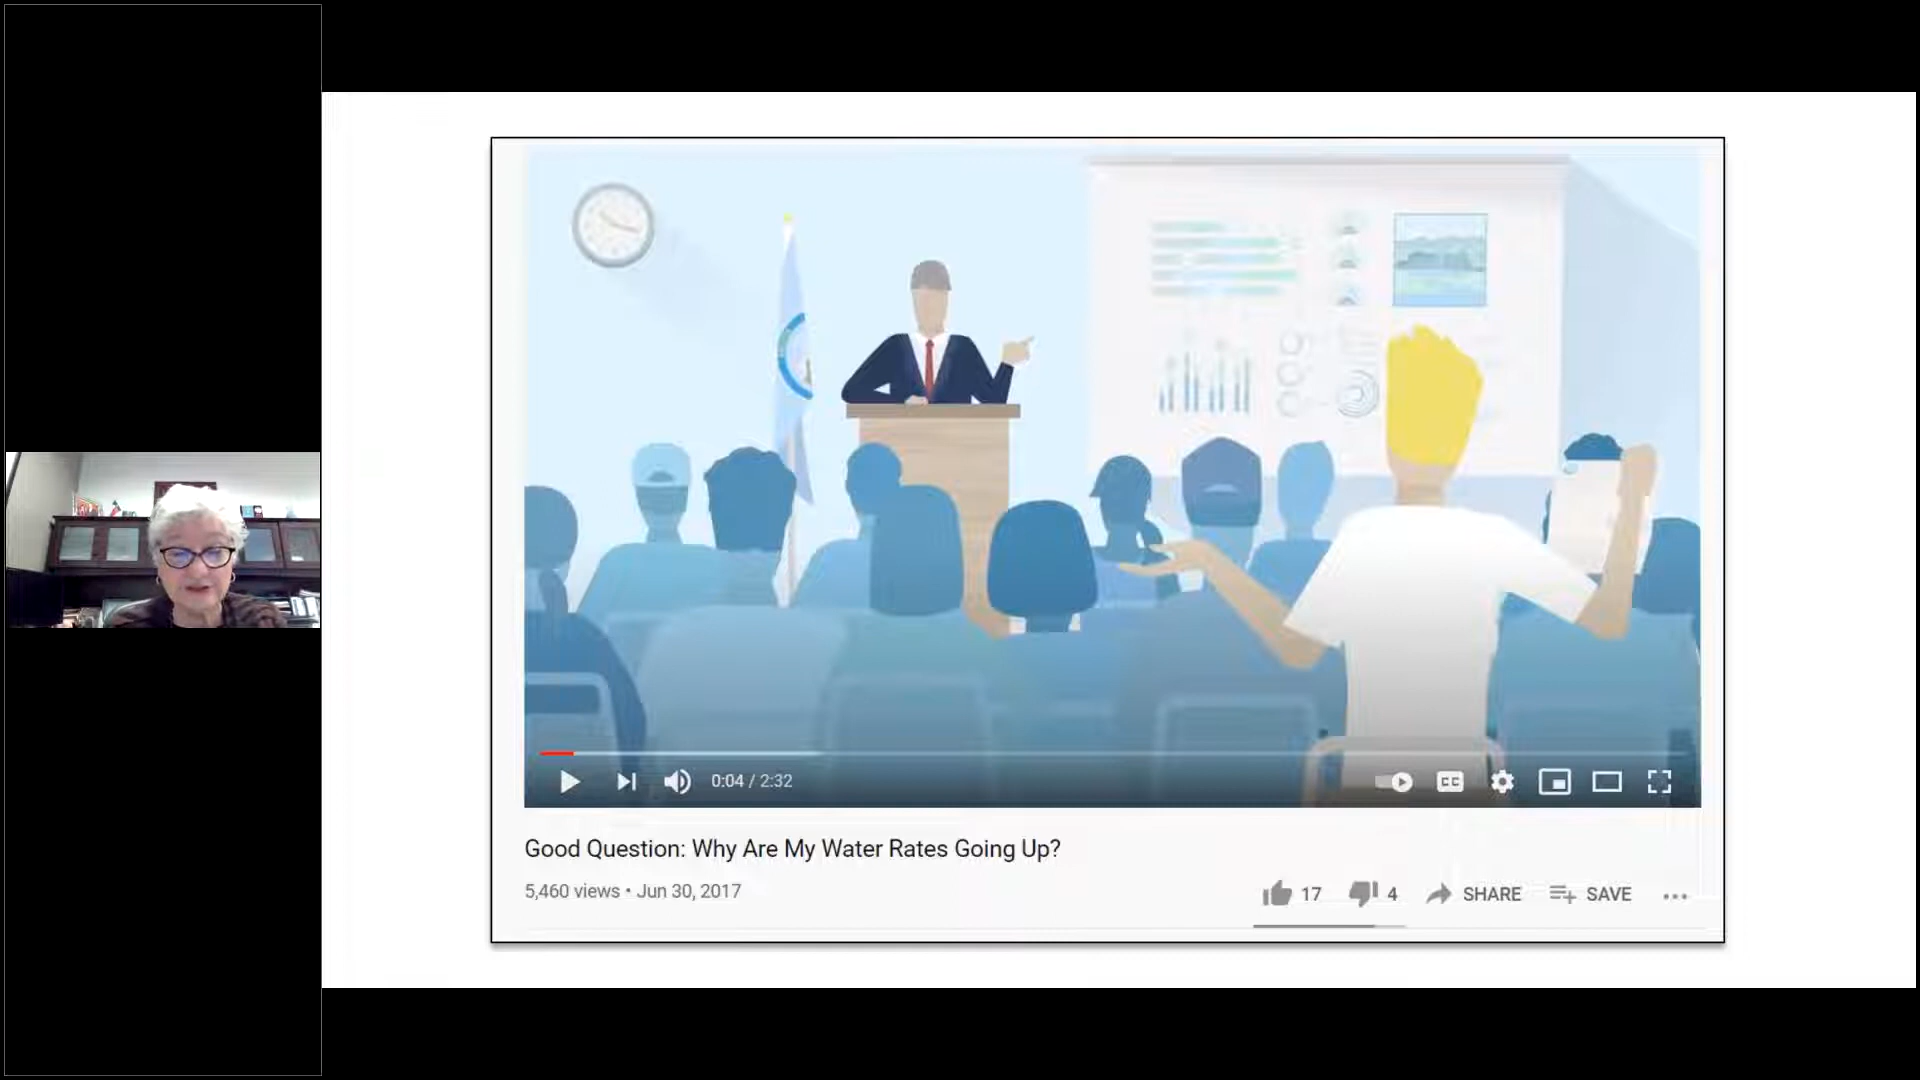 0:04 / 2:32
CC
Good Question: Why Are My Water Rates Going Up?
5,460 views • Jun 30, 2017
17
4
SHARE
SAVE